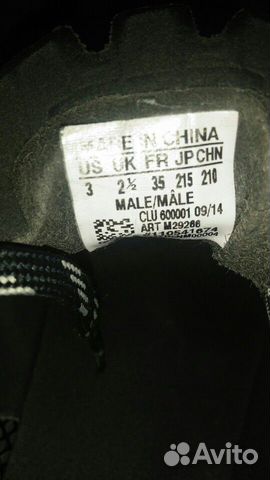 MADE IN CHINA
US UK FR JP CHN
3 2½ 35 215 210
MALE/MÂLE
CLU 600001 09/14
ART M29266
Avito